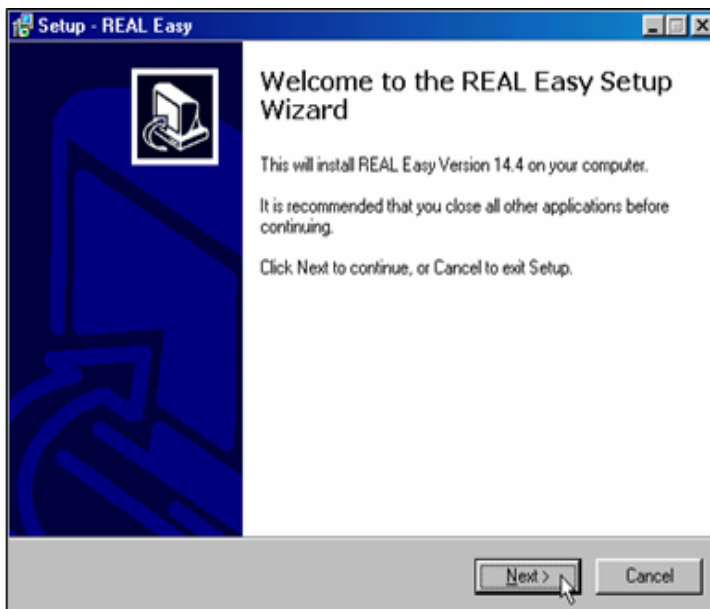 Setup - REAL Easy
Welcome to the REAL Easy Setup
Wizard
This will install REAL Easy Version 14.4 on your computer.
It is recommended that you close all other applications before
continuing.
Click Next to continue, or Cancel to exit Setup.
Next >
Cancel